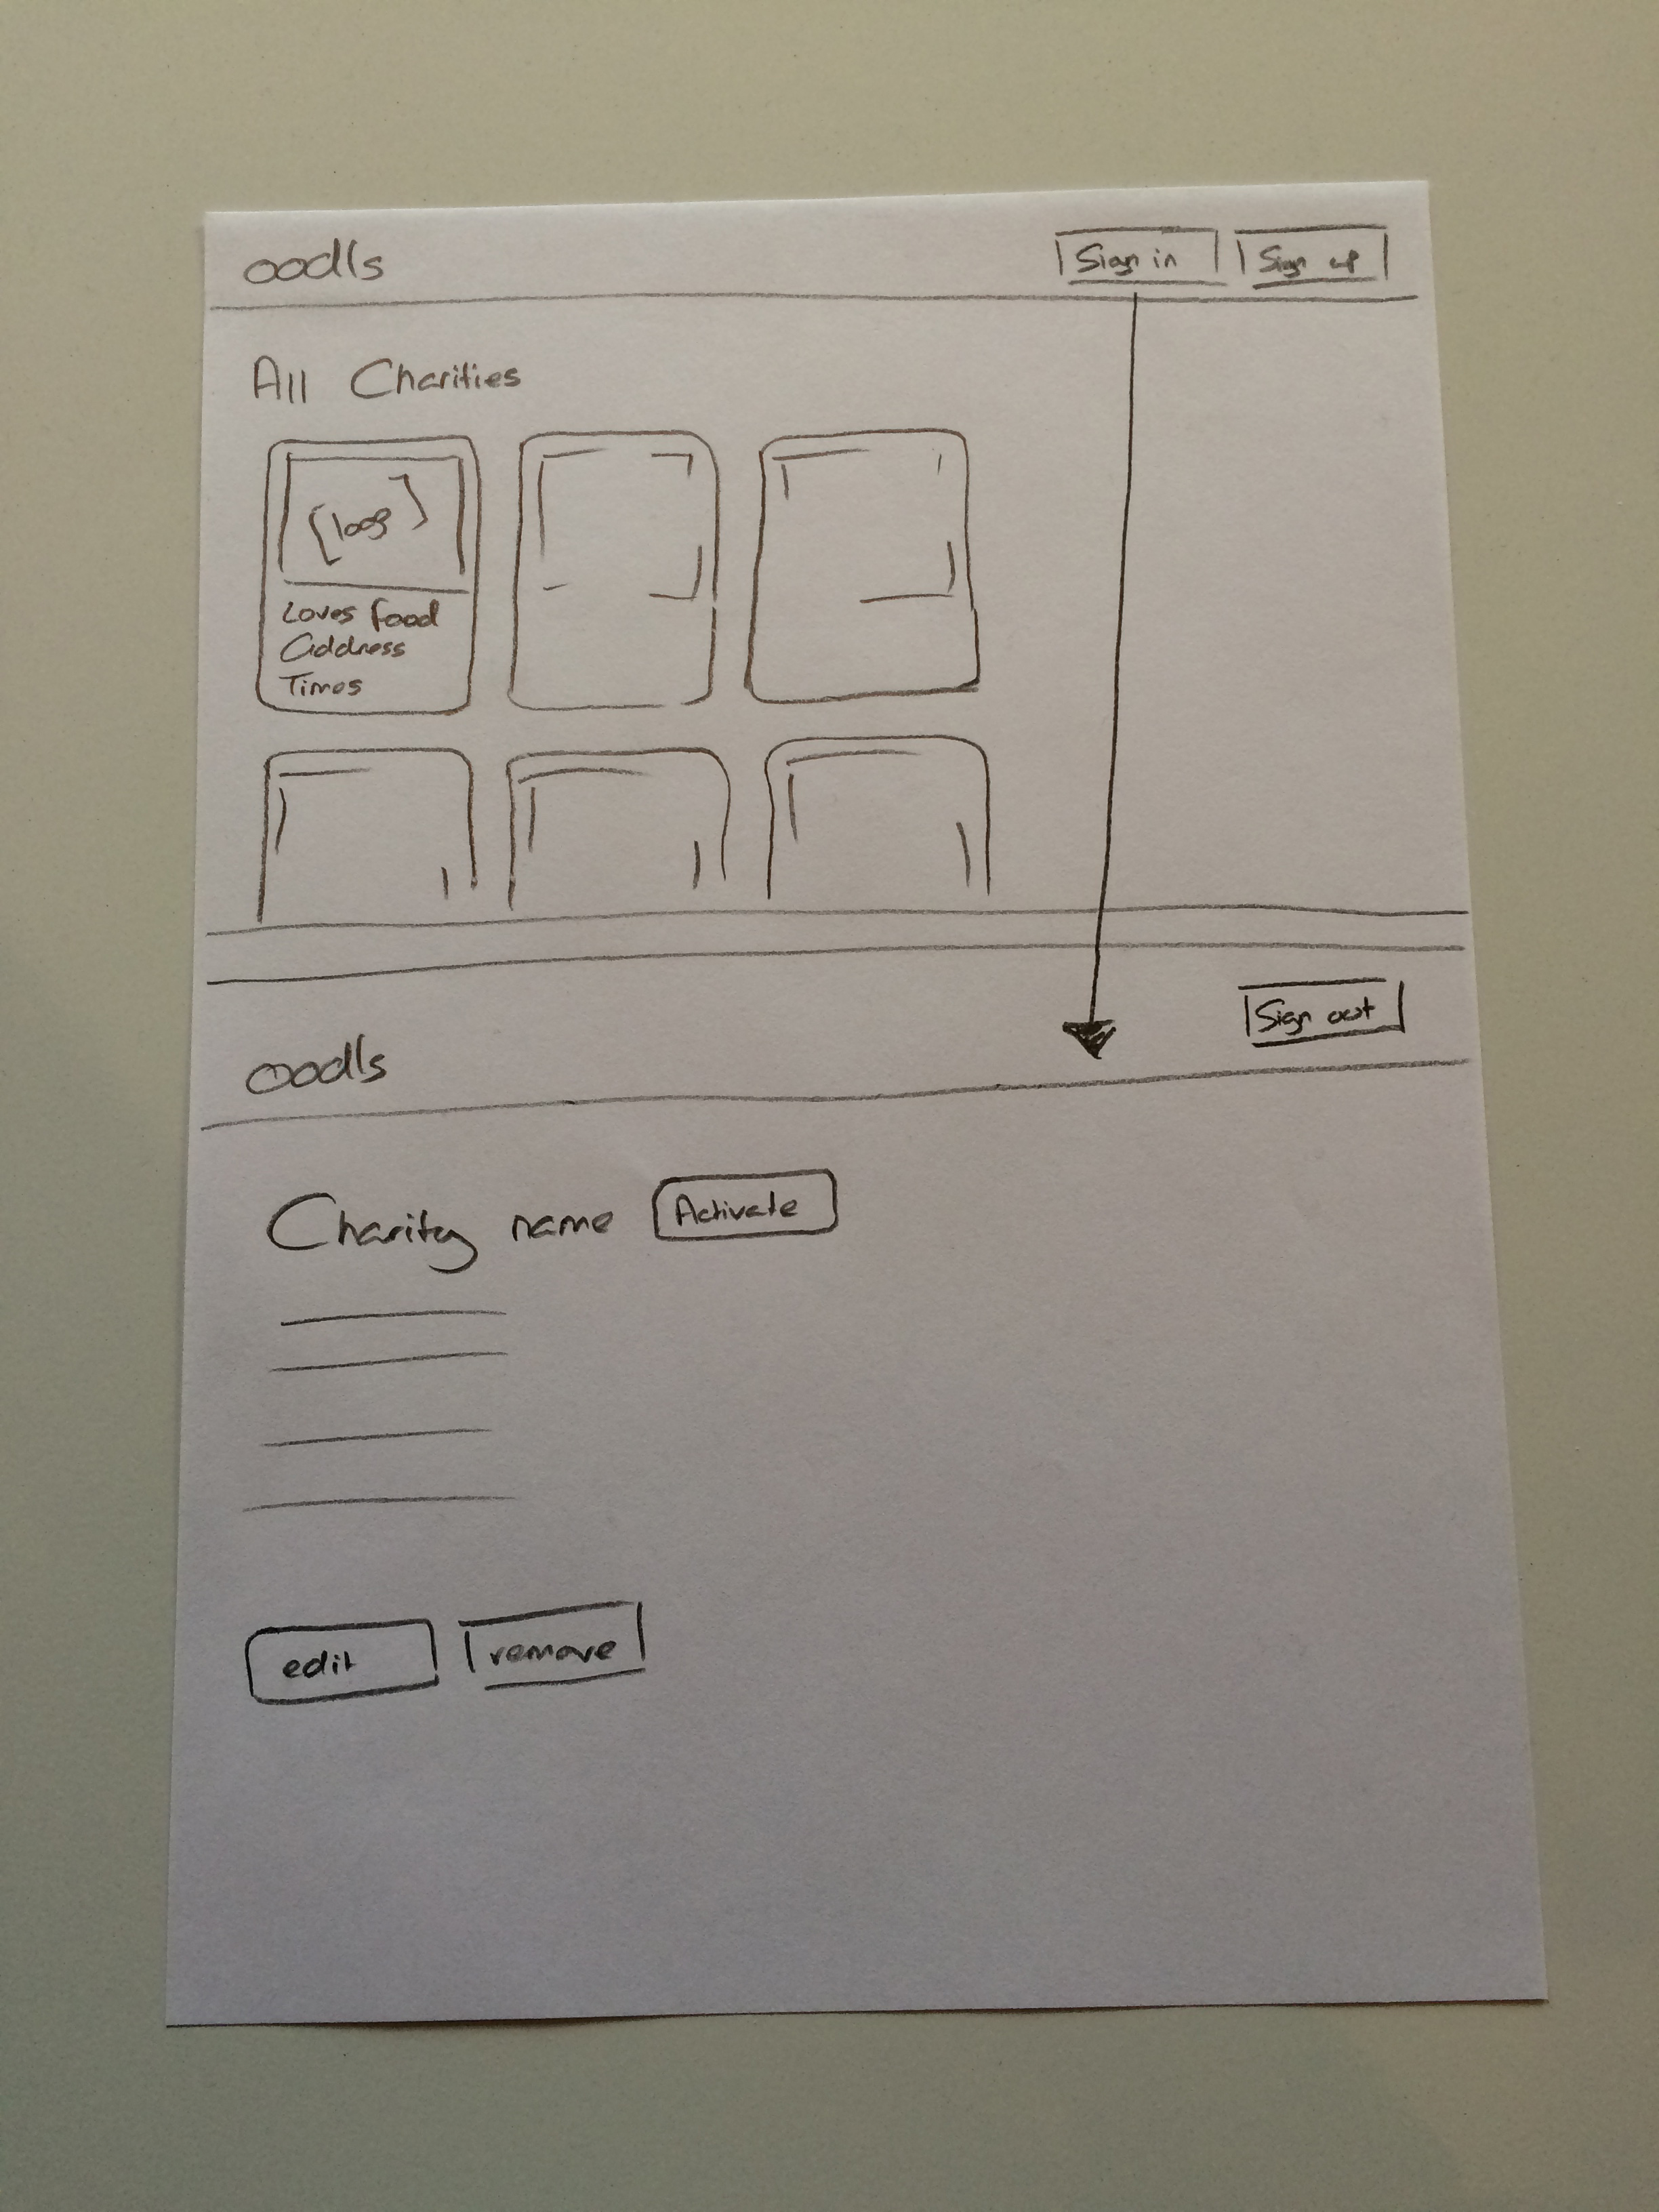 oodls
Sign in
Sign up
All Charities
[logo]
Loves food
Address
Times
oodls
Sign out
Charity name
Activate
edit
remove